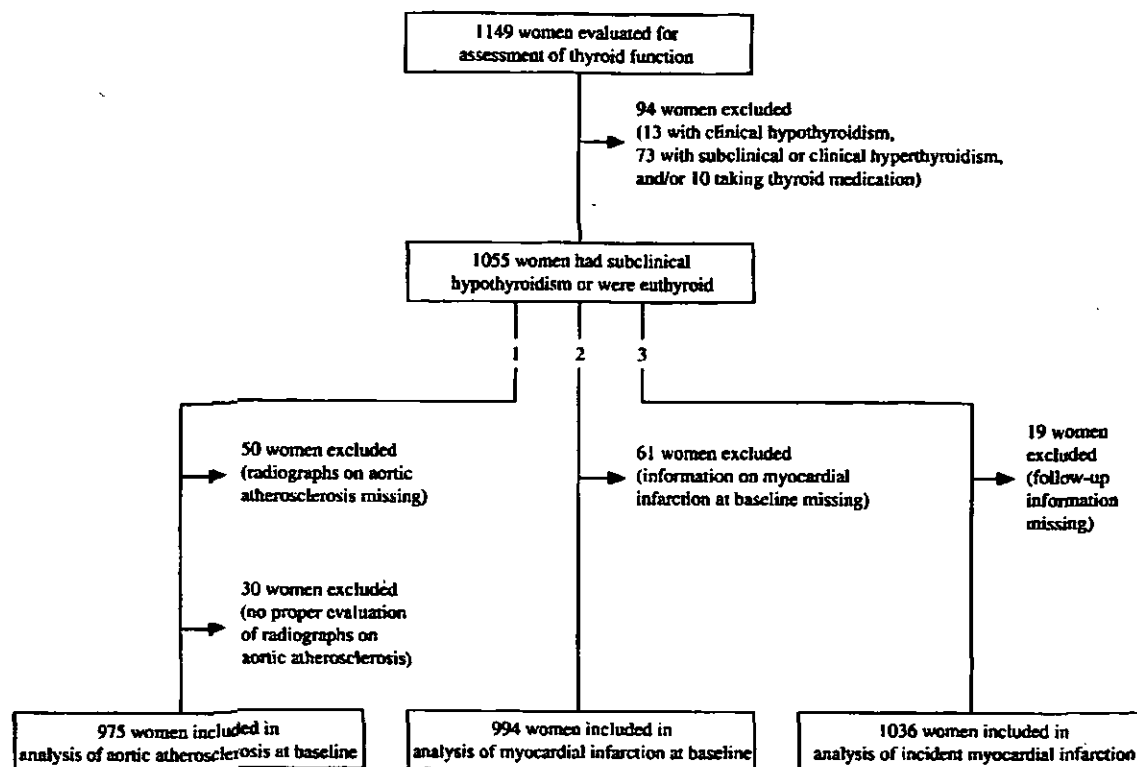 1149 women evaluated for
assessment of thyroid function
94 women excluded
(13 with clinical hypothyroidism,
73 with subclinical or clinical hyperthyroidism,
and/or 10 taking thyroid medication)
1055 women had subclinical
hypothyroidism or were euthyroid
1
2
3
50 women excluded
(radiographs on aortic
atherosclerosis missing)
30 women excluded
(no proper evaluation
of radiographs on
aortic atherosclerosis)
61 women excluded
(information on myocardial
infarction at baseline missing)
19 women
excluded
(follow-up
information
missing)
975 women included in
analysis of aortic atherosclerosis at baseline
994 women included in
analysis of myocardial infarction at baseline
1036 women included in
analysis of incident myocardial infarction